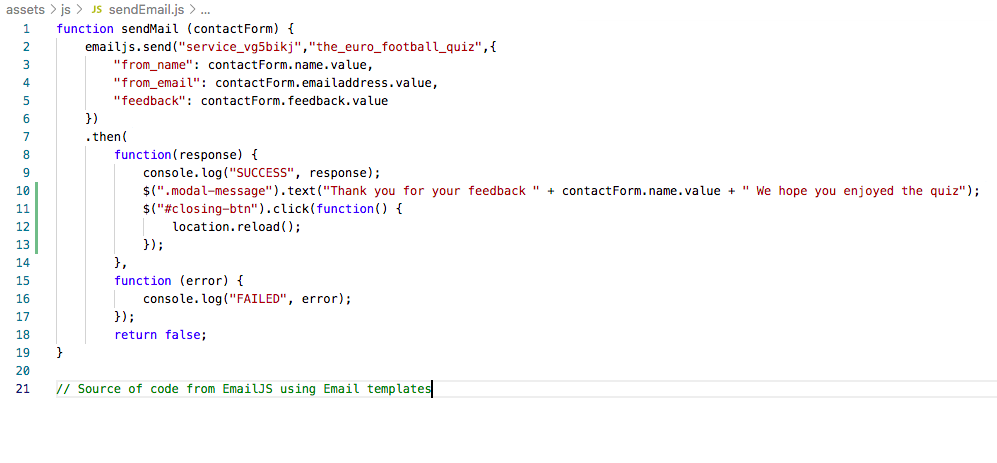 assets > js > JS sendEmail.js > ...
1 function sendMail (contactForm) {
2 emailjs.send("service_vg5bikj","the_euro_football_quiz",{
3 "from_name": contactForm.name.value,
4 "from_email": contactForm.emailaddress.value,
5 "feedback": contactForm.feedback.value
6 })
7 .then(
8 function(response) {
9 console.log("SUCCESS", response);
10 $(".modal-message").text("Thank you for your feedback " + contactForm.name.value + " We hope you enjoyed the quiz");
11 $("#closing-btn").click(function() {
12 location.reload();
13 });
14 },
15 function (error) {
16 console.log("FAILED", error);
17 });
18 return false;
19 }
20
21 // Source of code from EmailJS using Email templates